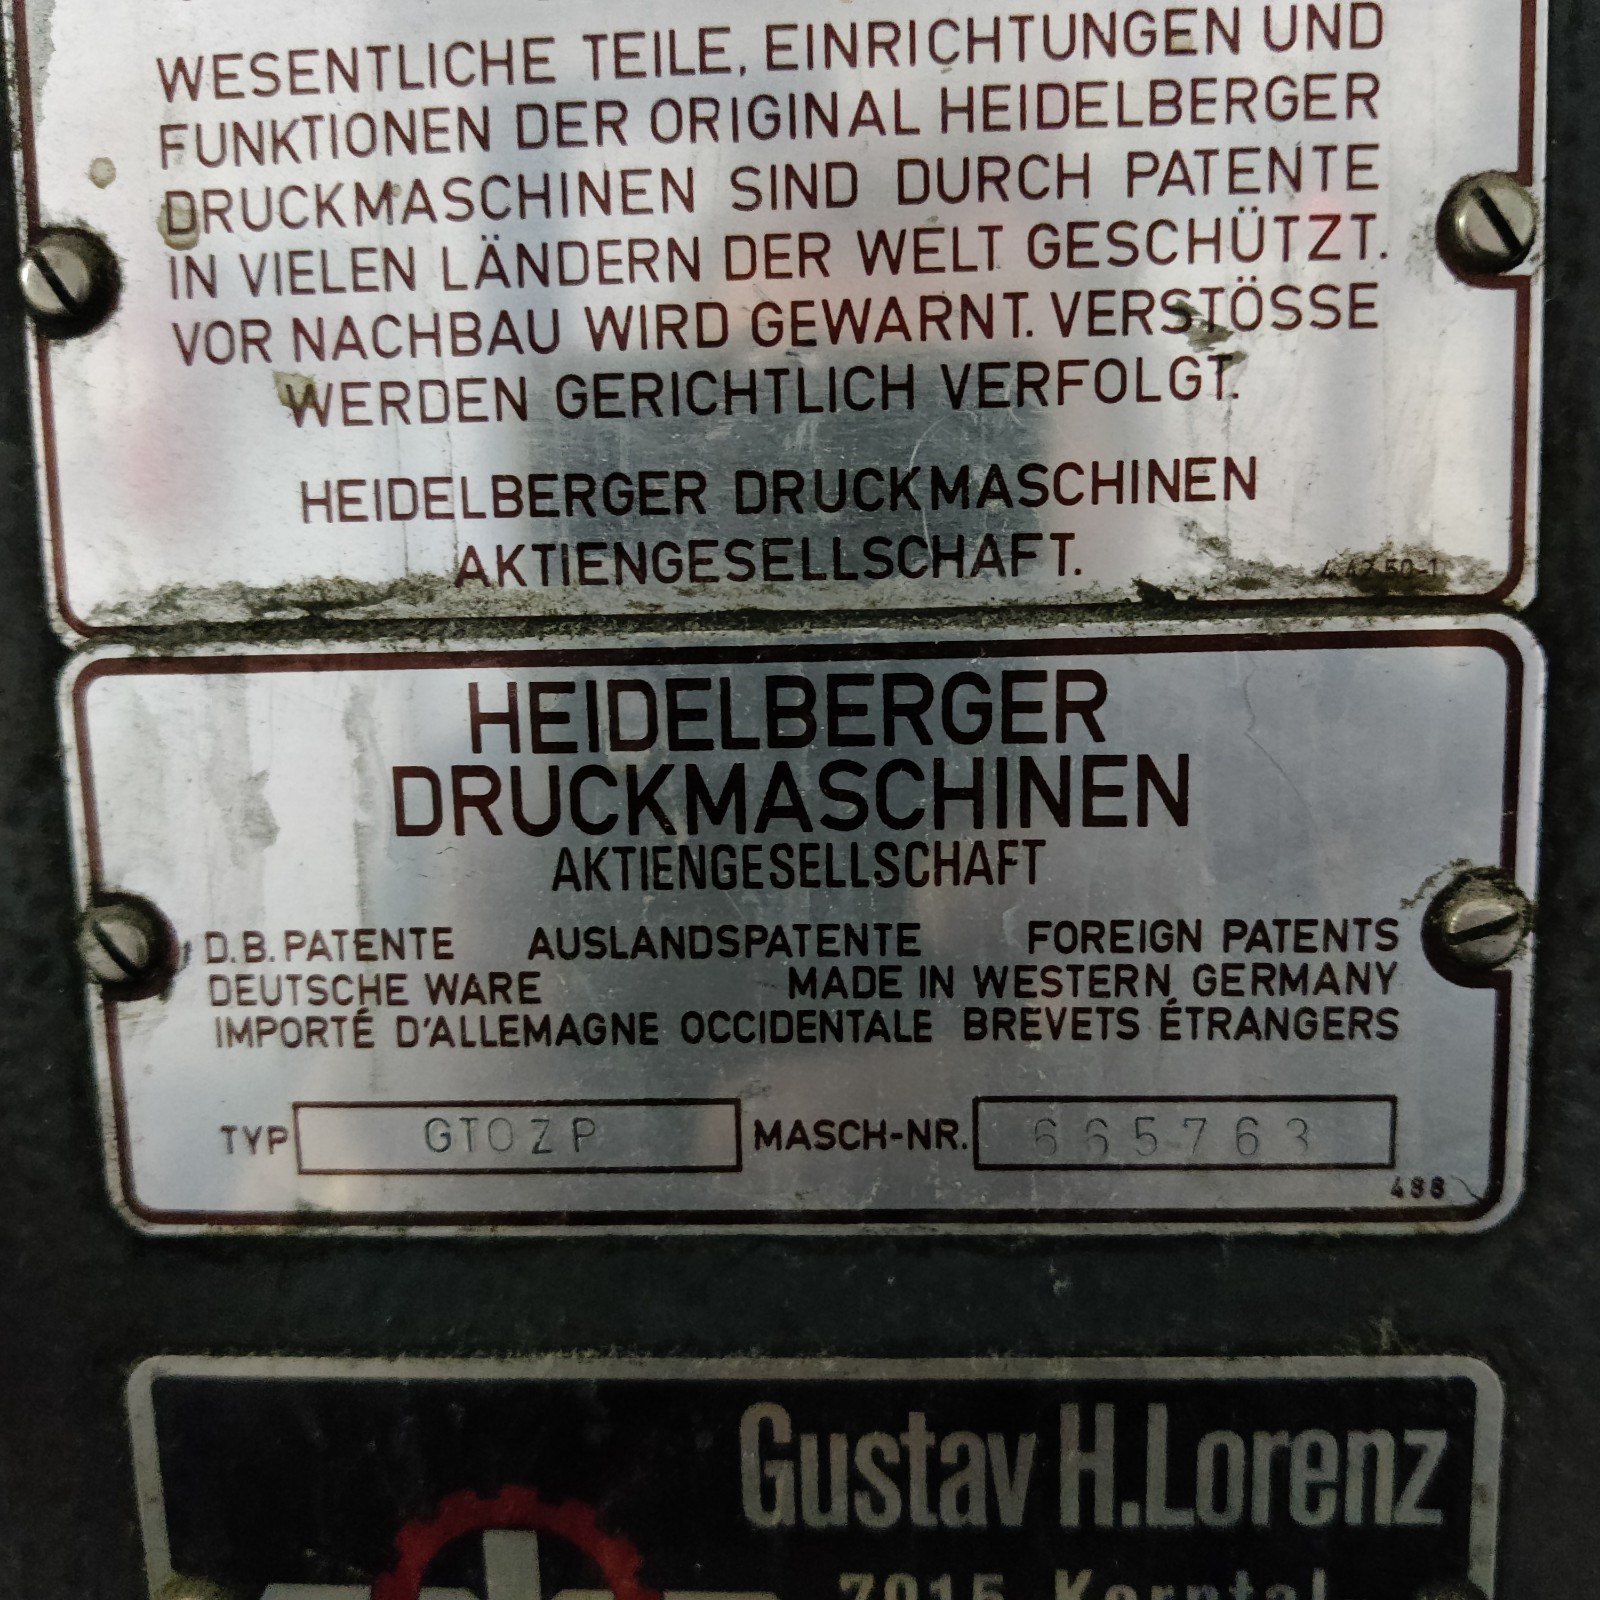 WESENTLICHE TEILE, EINRICHTUNGEN UND
FUNKTIONEN DER ORIGINAL HEIDELBERGER
DRUCKMASCHINEN SIND DURCH PATENTE
IN VIELEN LÄNDERN DER WELT GESCHÜTZT.
VOR NACHBAU WIRD GEWARNT. VERSTÖSSE
WERDEN GERICHTLICH VERFOLGT.
HEIDELBERGER DRUCKMASCHINEN
AKTIENGESELLSCHAFT.
HEIDELBERGER
DRUCKMASCHINEN
AKTIENGESELLSCHAFT
D.B. PATENTE AUSLANDSPATENTE FOREIGN PATENTS
DEUTSCHE WARE MADE IN WESTERN GERMANY
IMPORTÉ D'ALLEMAGNE OCCIDENTALE BREVETS ÉTRANGERS
TYP GTOZP MASCH-NR. 665763
488
Gustav H. Lorenz
7015 Korntal